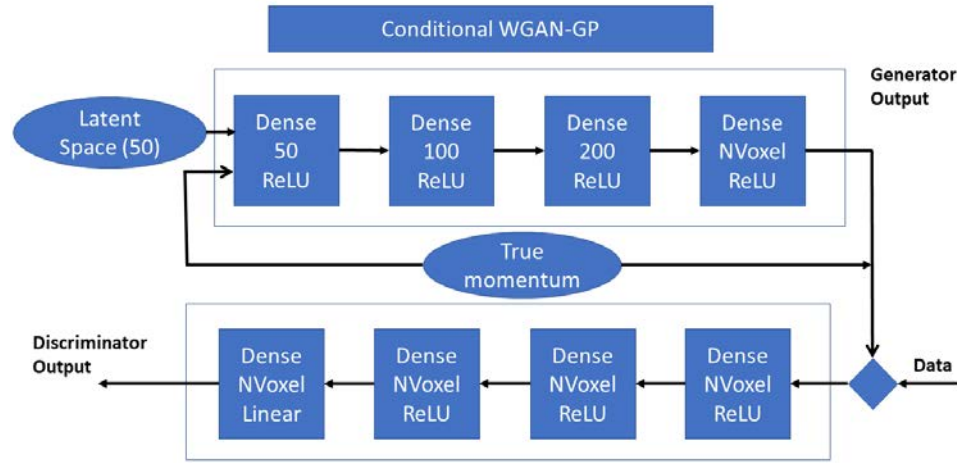 Conditional WGAN-GP
Generator
Output
Latent
Space (50)
Dense
50
ReLU
Dense
100
ReLU
Dense
200
ReLU
Dense
NVoxel
ReLU
True
momentum
Discriminator
Output
Dense
NVoxel
Linear
Dense
NVoxel
ReLU
Dense
NVoxel
ReLU
Dense
NVoxel
ReLU
Data